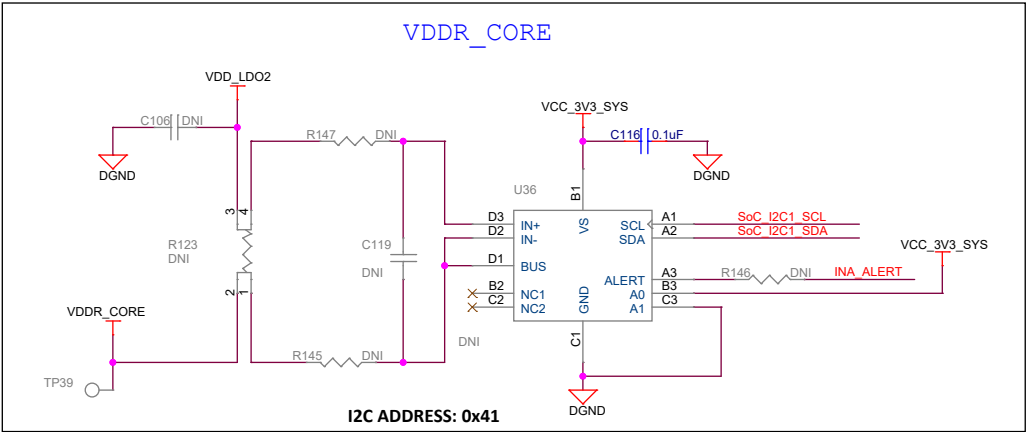 VDDR_CORE
VDD_LDO2
VCC_3V3_SYS
C106 DNI
R147 DNI
C116 0.1uF
DGND
DGND
U36
B1
3 4
D3 IN+ VS SCL A1 SoC_I2C1_SCL
D2 IN- SDA A2 SoC_I2C1_SDA
R123
DNI
C119
DNI
D1 BUS
VCC_3V3_SYS
ALERT A3 R146 DNI INA_ALERT
B2 NC1 GND A0 B3
C2 NC2 A1 C3
2 1
VDDR_CORE
C1
DNI
R145 DNI
TP39
DGND
I2C ADDRESS: 0x41